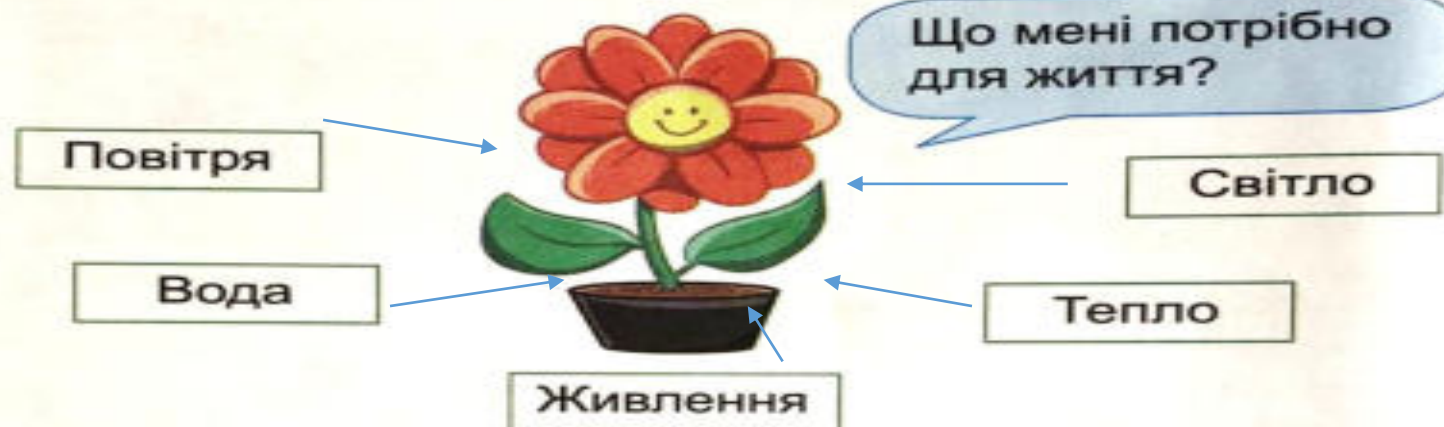 Що мені потрібно
для життя?
Повітря
Світло
Вода
Тепло
Живлення